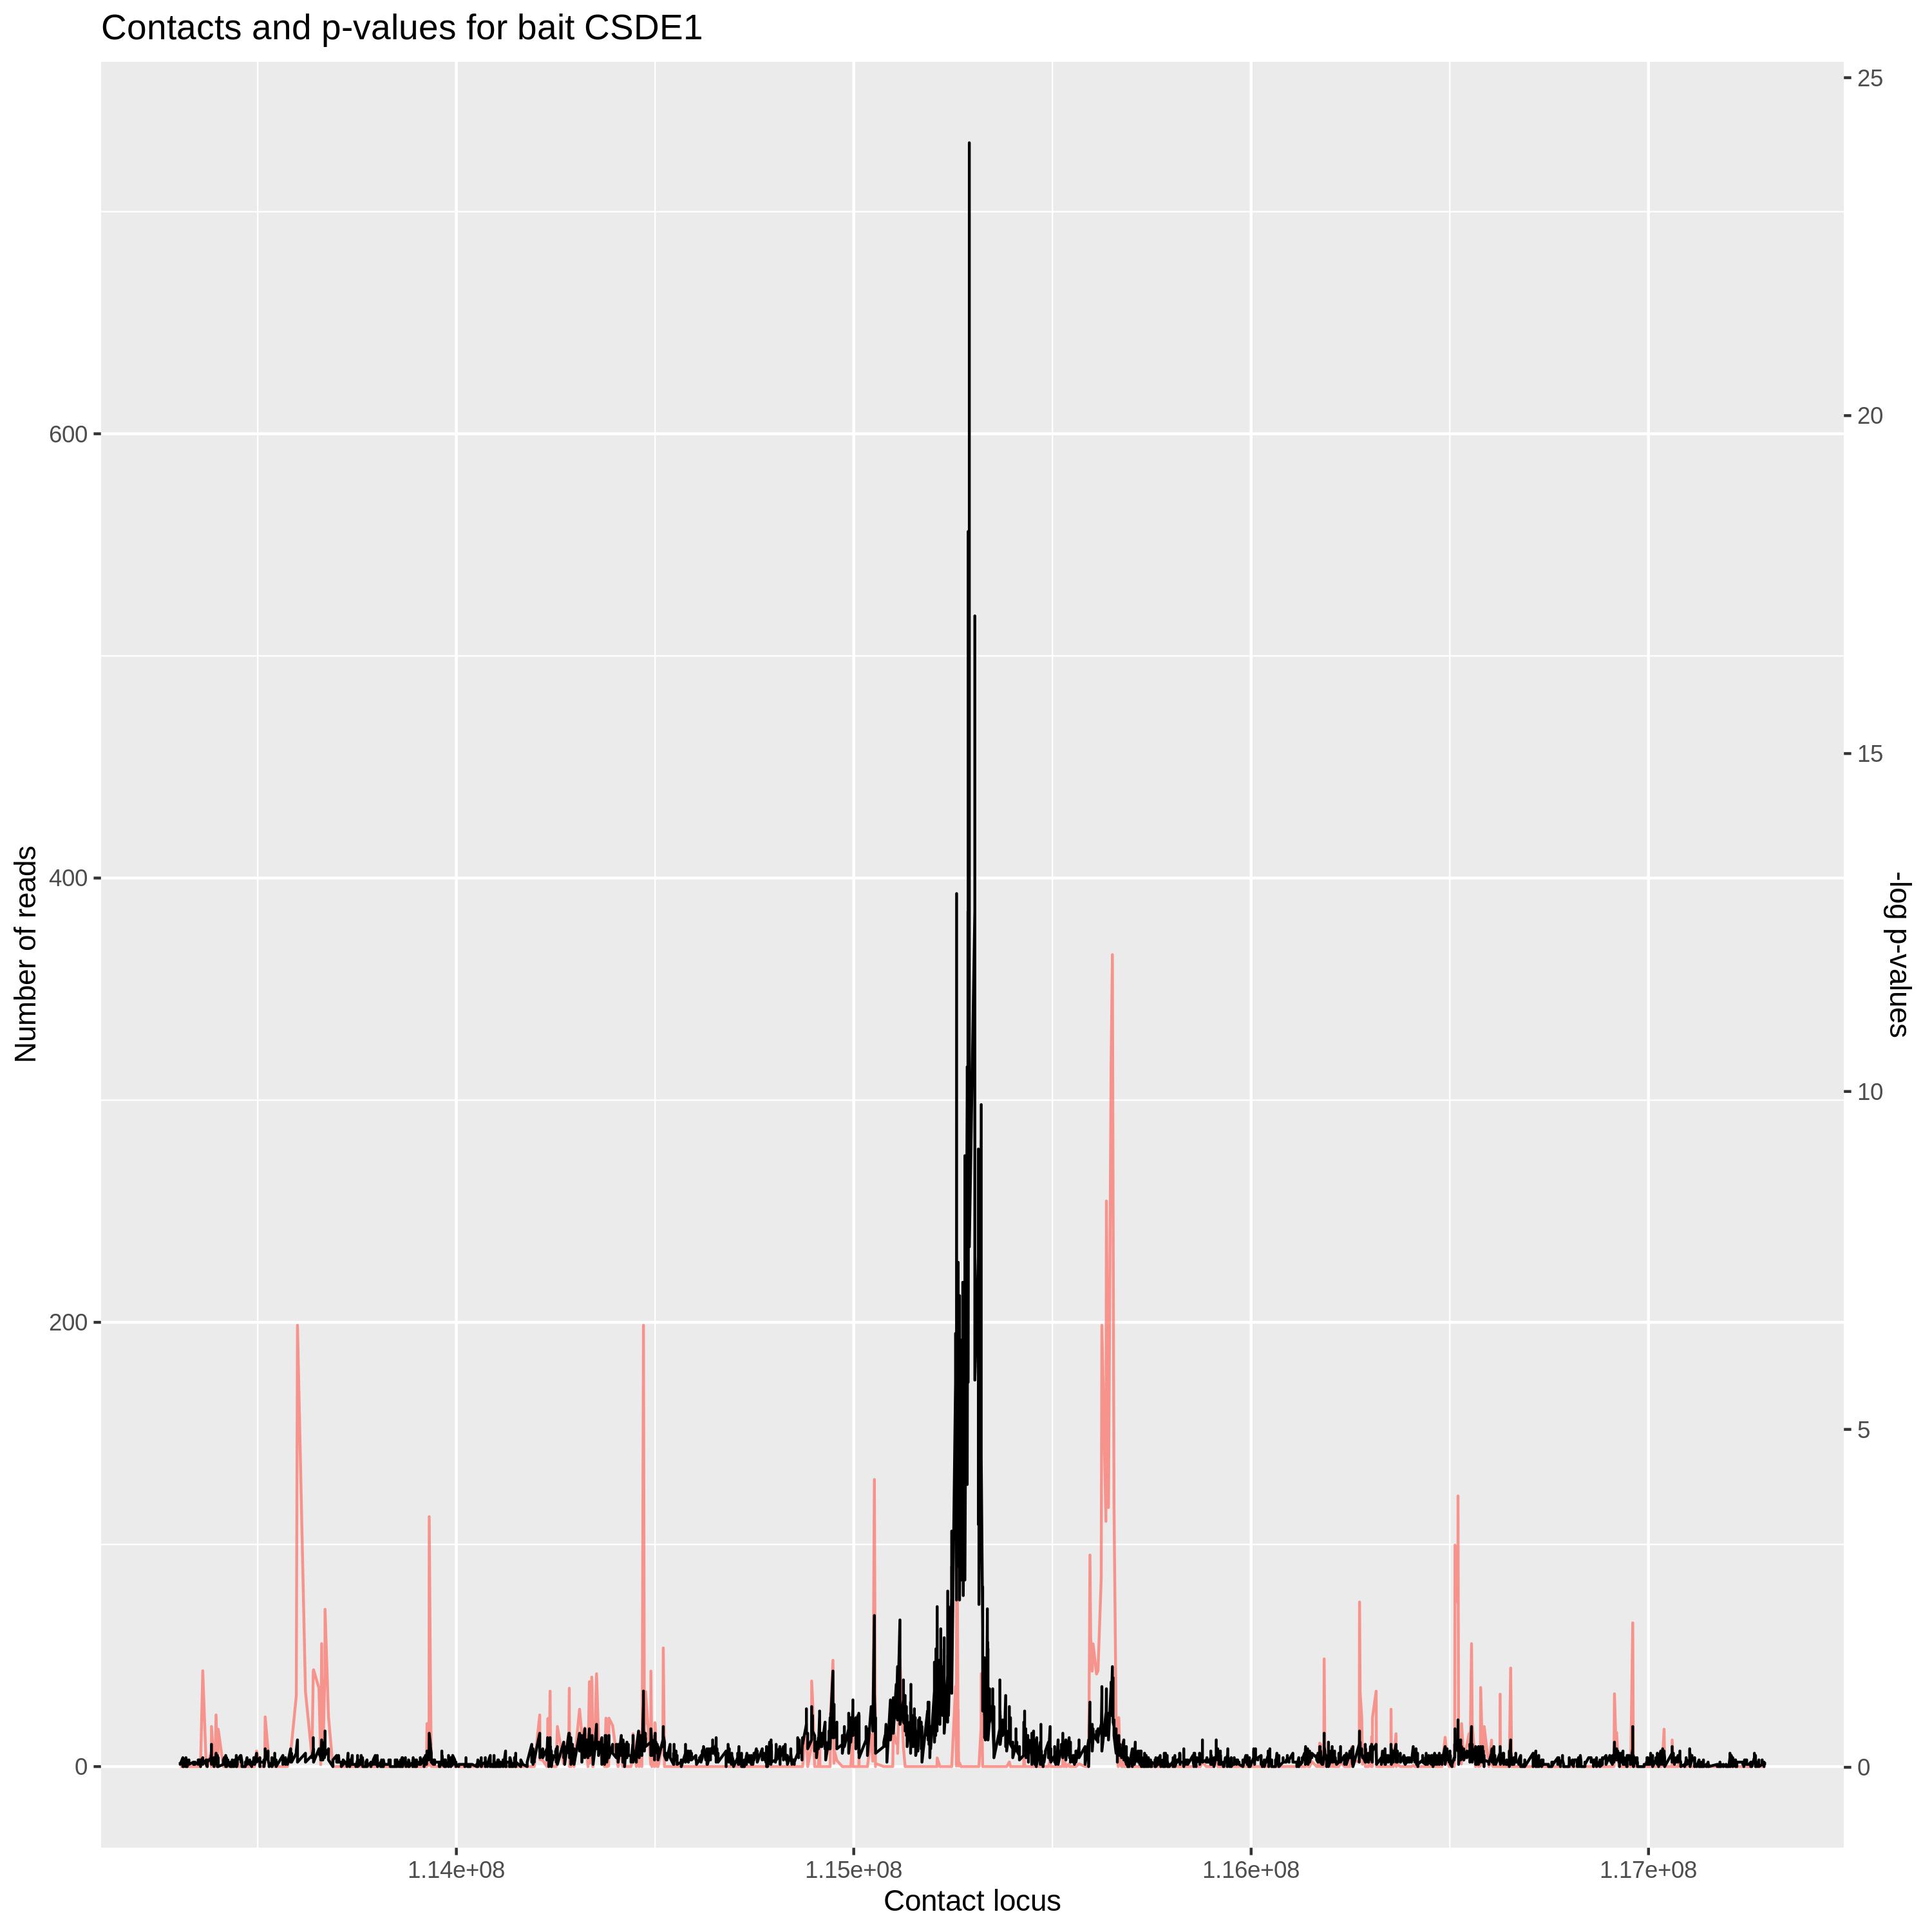 Contacts and p-values for bait CSDE1
Number of reads
600
400
200
0
25
20
15
10
5
0
-log p-values
1.14e+08
1.15e+08
1.16e+08
1.17e+08
Contact locus